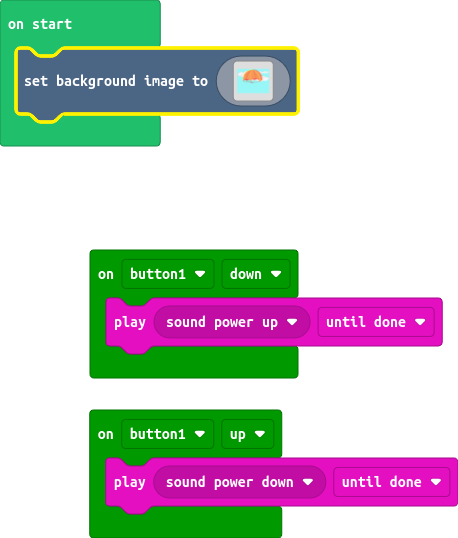 on start
set background image to
on button1 down
play sound power up until done
on button1 up
play sound power down until done